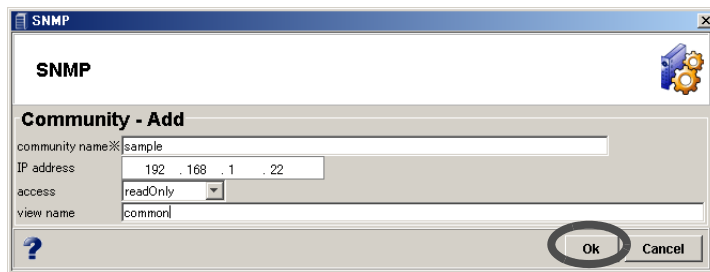 SNMP
SNMP
Community - Add
community name※ sample
IP address 192 . 168 . 1 . 22
access readOnly
view name common
? Ok Cancel